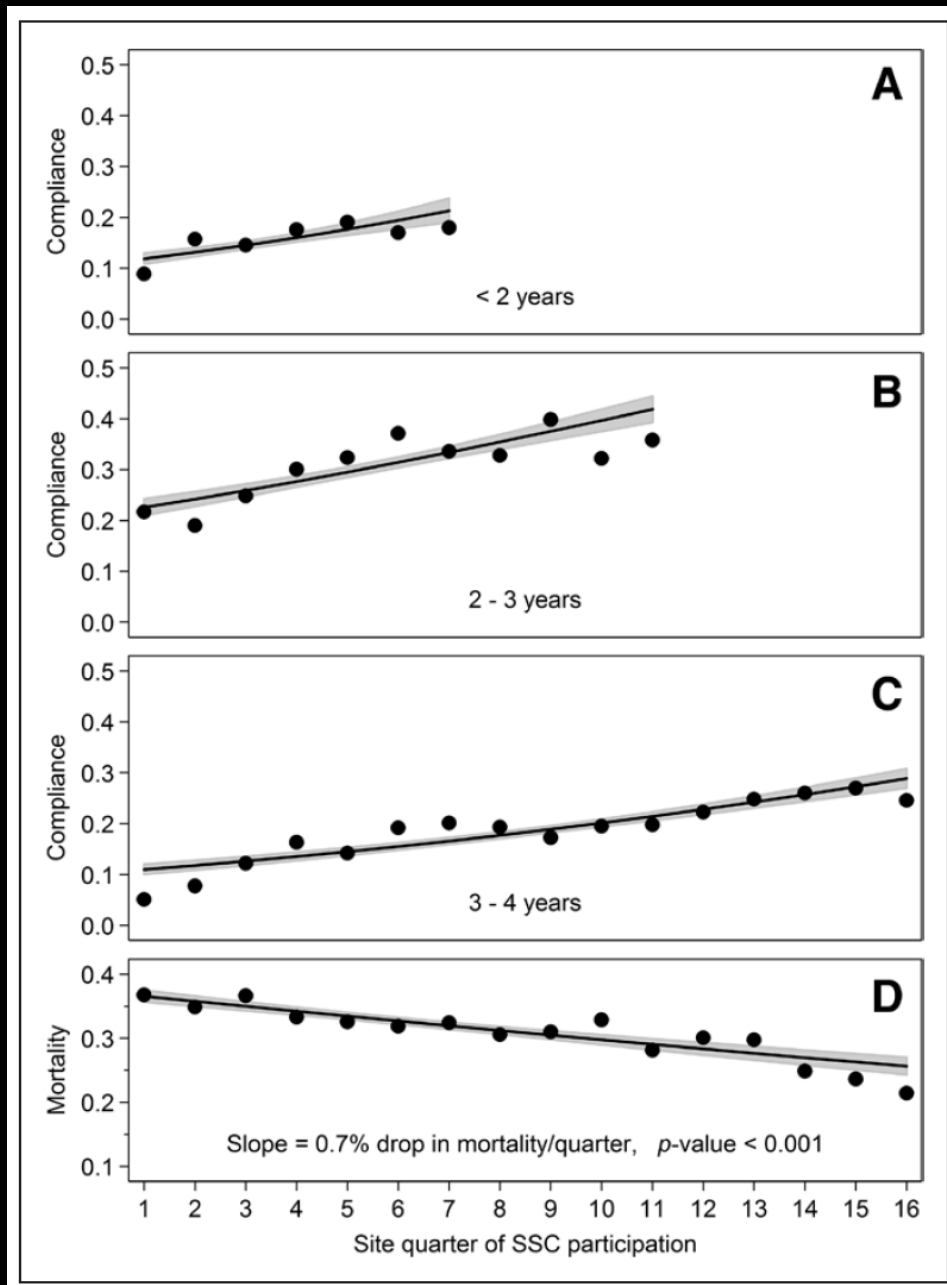 A
0.5
0.4
0.3
0.2
0.1
0.0
Compliance
< 2 years
B
0.5
0.4
0.3
0.2
0.1
0.0
Compliance
2 - 3 years
C
0.5
0.4
0.3
0.2
0.1
0.0
Compliance
3 - 4 years
D
0.4
0.3
0.2
0.1
Mortality
Slope = 0.7% drop in mortality/quarter, p-value < 0.001
1 2 3 4 5 6 7 8 9 10 11 12 13 14 15 16
Site quarter of SSC participation